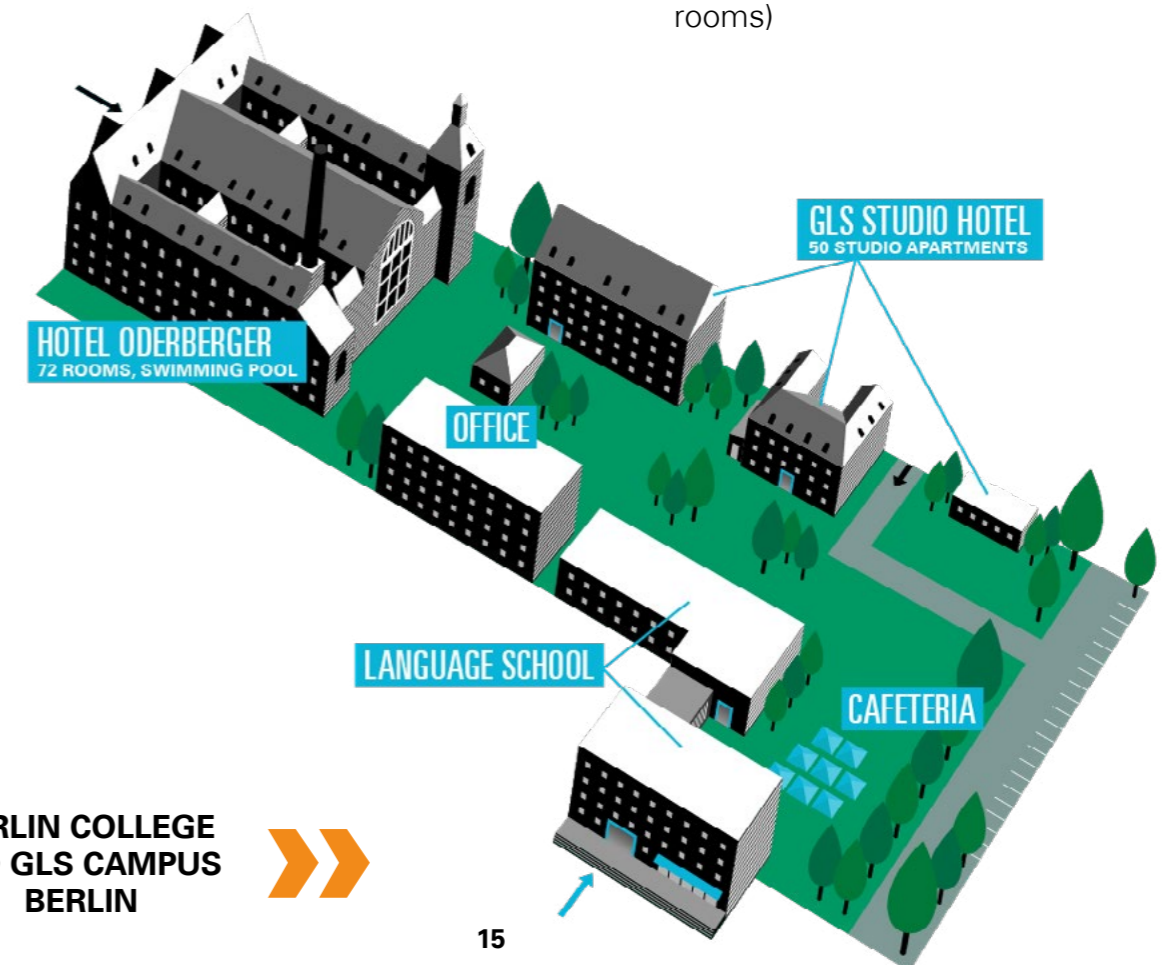 rooms)
GLS STUDIO HOTEL
50 STUDIO APARTMENTS
HOTEL ODERBERGER
72 ROOMS, SWIMMING POOL
OFFICE
LANGUAGE SCHOOL
CAFETERIA
RLIN COLLEGE
GLS CAMPUS
BERLIN
15